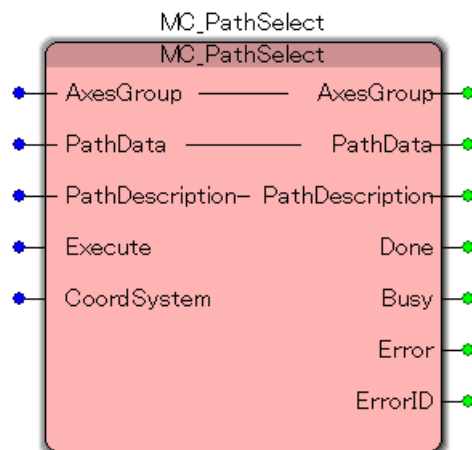 MC_PathSelect
MC_PathSelect
AxesGroup AxesGroup
PathData PathData
PathDescription PathDescription
Execute Done
CoordSystem Busy
Error
ErrorID